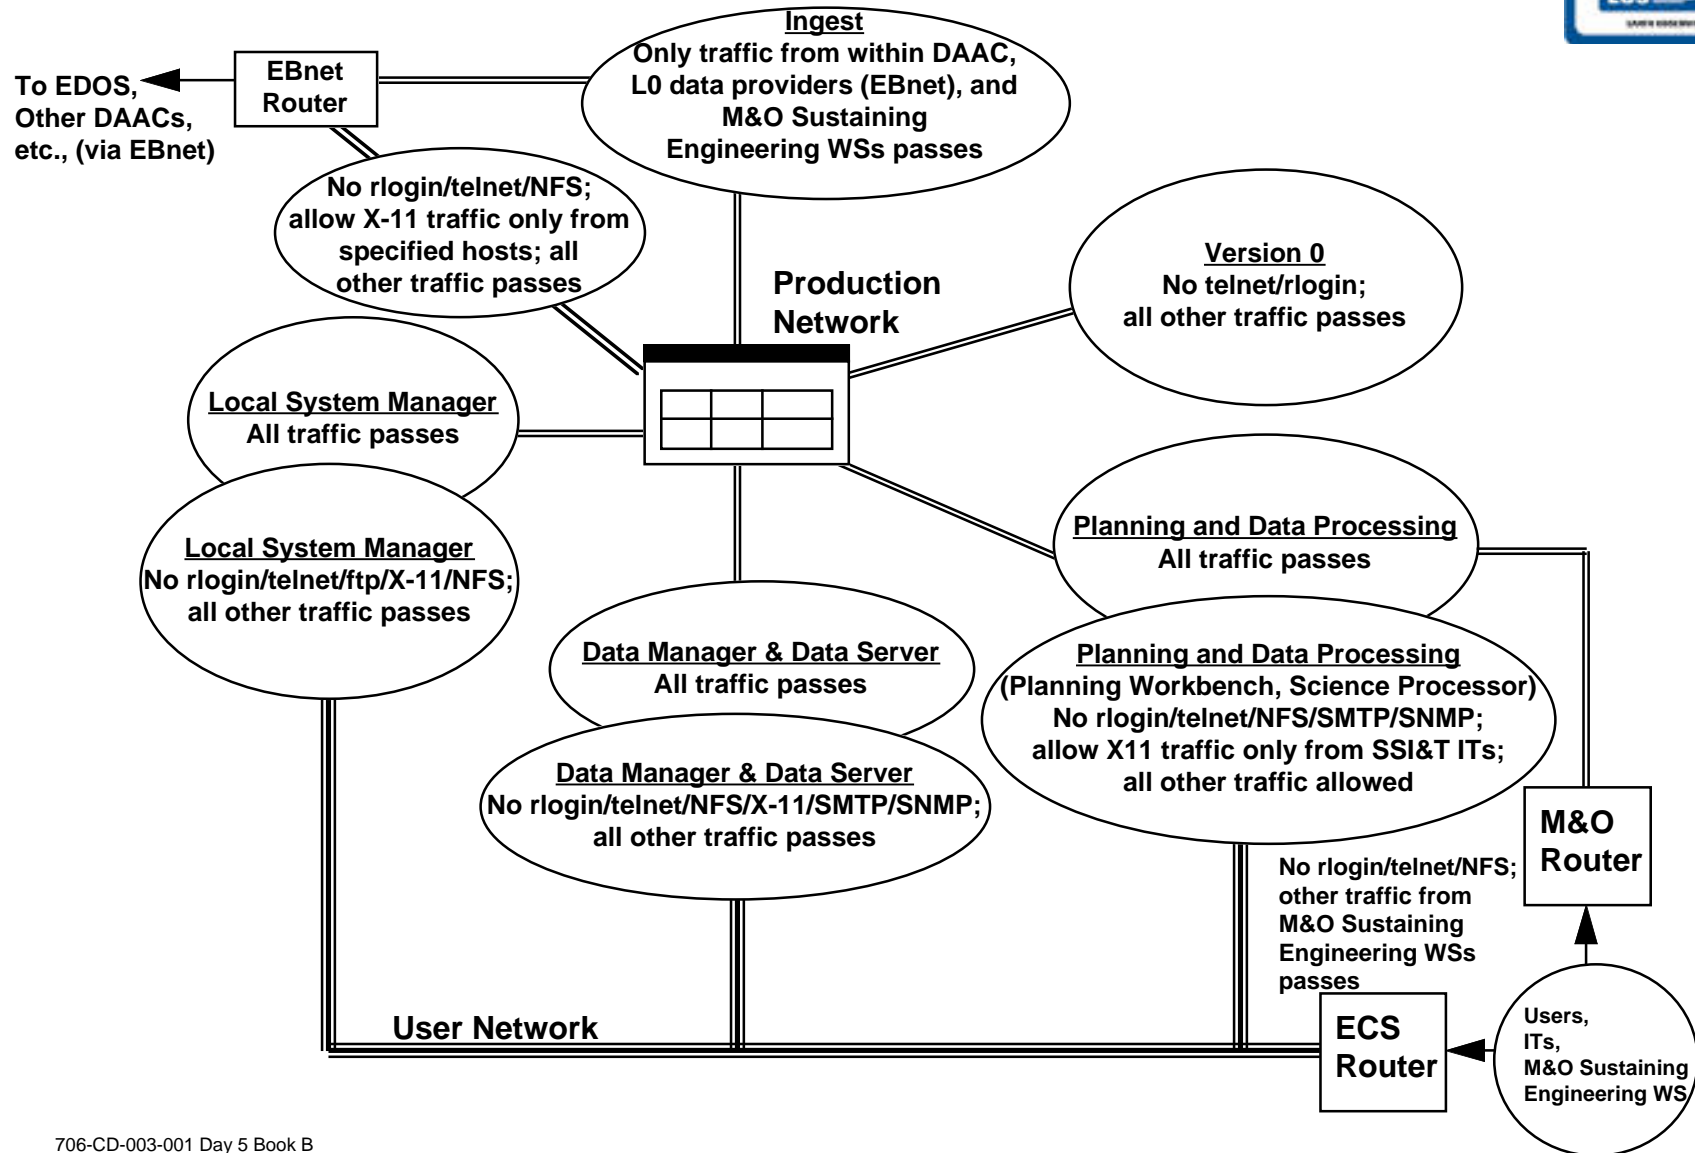 Ingest
Only traffic from within DAAC,
L0 data providers (EBnet), and
M&O Sustaining
Engineering WSs passes
EBnet
Router
To EDOS,
Other DAACs,
etc., (via EBnet)
No rlogin/telnet/NFS;
allow X-11 traffic only from
specified hosts; all
other traffic passes
Production
Network
Version 0
No telnet/rlogin;
all other traffic passes
Local System Manager
All traffic passes
Local System Manager
No rlogin/telnet/ftp/X-11/NFS;
all other traffic passes
Planning and Data Processing
All traffic passes
Data Manager & Data Server
All traffic passes
Planning and Data Processing
(Planning Workbench, Science Processor)
No rlogin/telnet/NFS/SMTP/SNMP;
allow X11 traffic only from SSI&T ITs;
all other traffic allowed
Data Manager & Data Server
No rlogin/telnet/NFS/X-11/SMTP/SNMP;
all other traffic passes
M&O
Router
No rlogin/telnet/NFS;
other traffic from
M&O Sustaining
Engineering WSs
passes
User Network
ECS
Router
Users,
ITs,
M&O Sustaining
Engineering WS
706-CD-003-001 Day 5 Book B